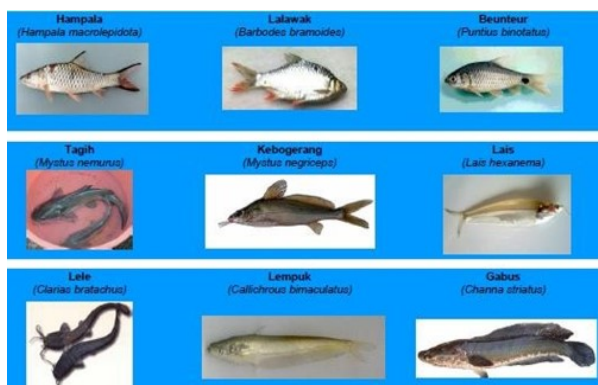 Hampala
(Hampala macrolepidota)
Lalawak
(Barbodes bramoides)
Beunteur
(Puntius binotatus)
Tagih
(Mystus nemurus)
Kebogerang
(Mystus negriceps)
Lais
(Lais hexanema)
Lele
(Clarias bratachus)
Lempuk
(Callichrous bimaculatus)
Gabus
(Channa striatus)